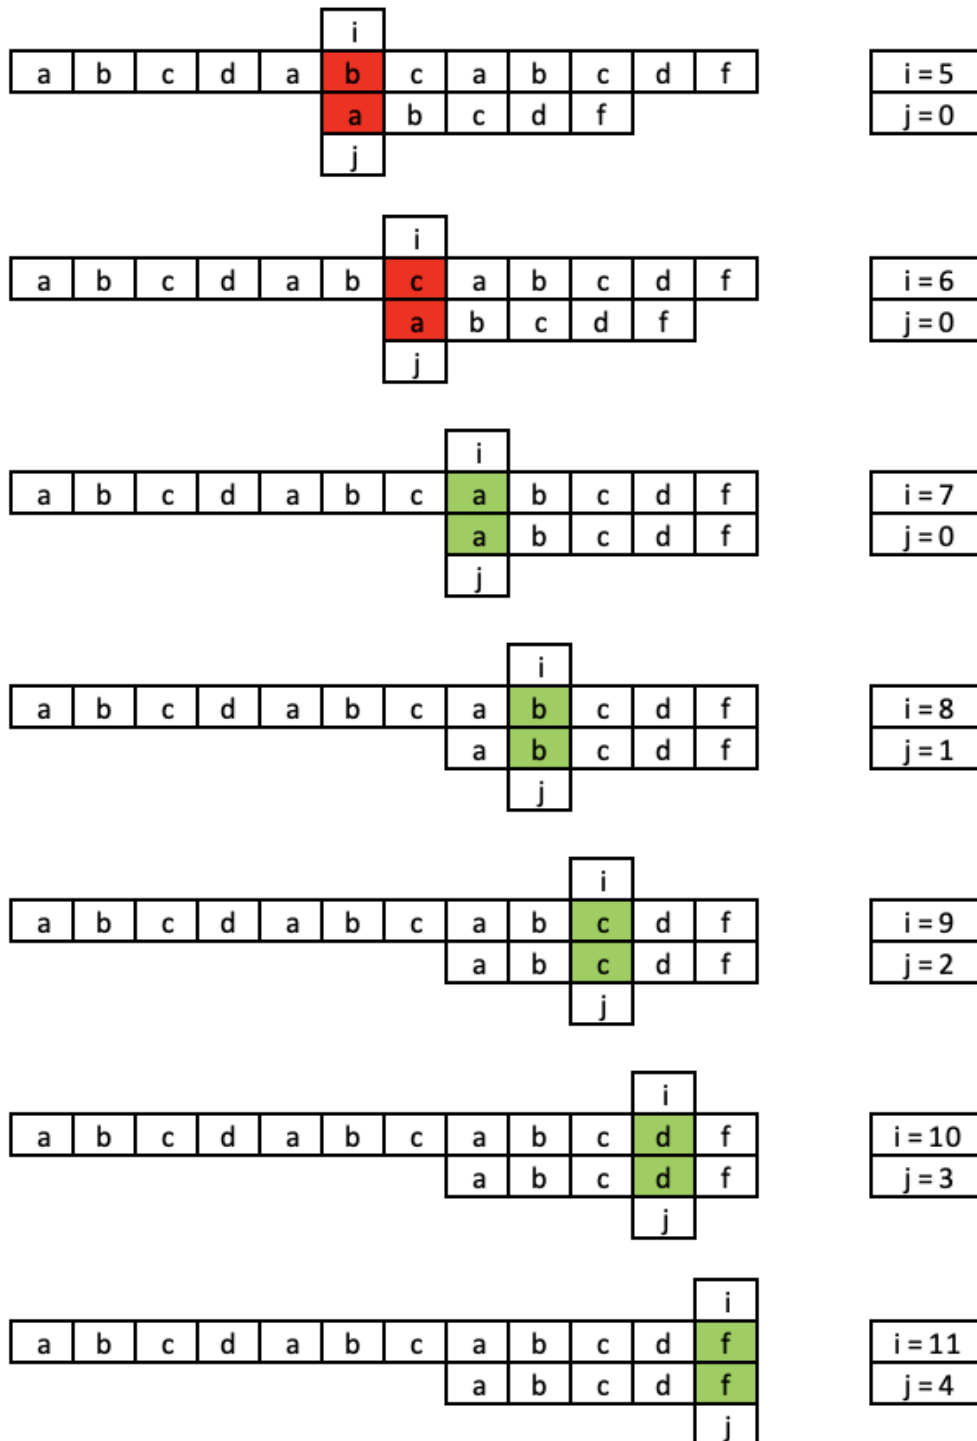 i
a b c d a b c a b c d f i = 5
a b c d f j = 0
j
i
a b c d a b c a b c d f i = 6
a b c d f j = 0
j
i
a b c d a b c a b c d f i = 7
a b c d f j = 0
j
i
a b c d a b c a b c d f i = 8
a b c d f j = 1
j
i
a b c d a b c a b c d f i = 9
a b c d f j = 2
j
i
a b c d a b c a b c d f i = 10
a b c d f j = 3
j
i
a b c d a b c a b c d f i = 11
a b c d f j = 4
j